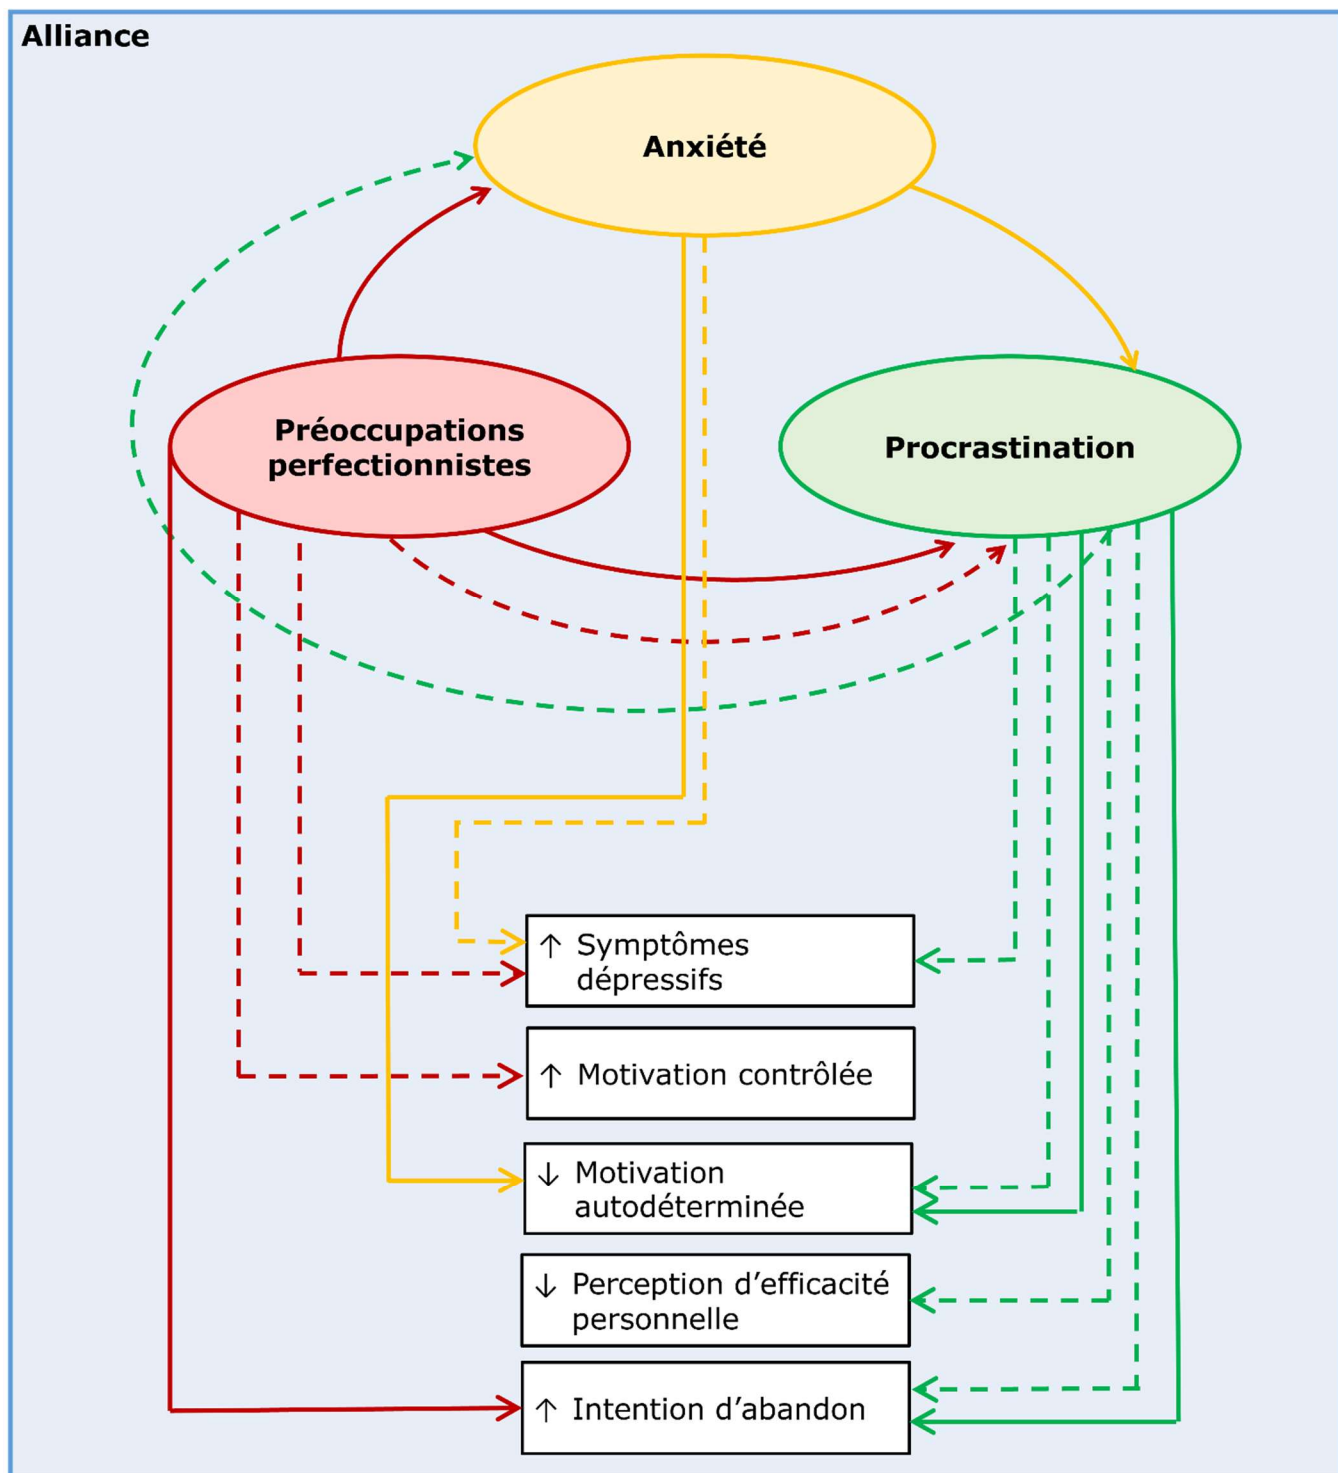 Alliance
Anxiété
Préoccupations
perfectionnistes
Procrastination
↑ Symptômes
dépressifs
↑ Motivation contrôlée
↓ Motivation
autodéterminée
↓ Perception d’efficacité
personnelle
↑ Intention d’abandon